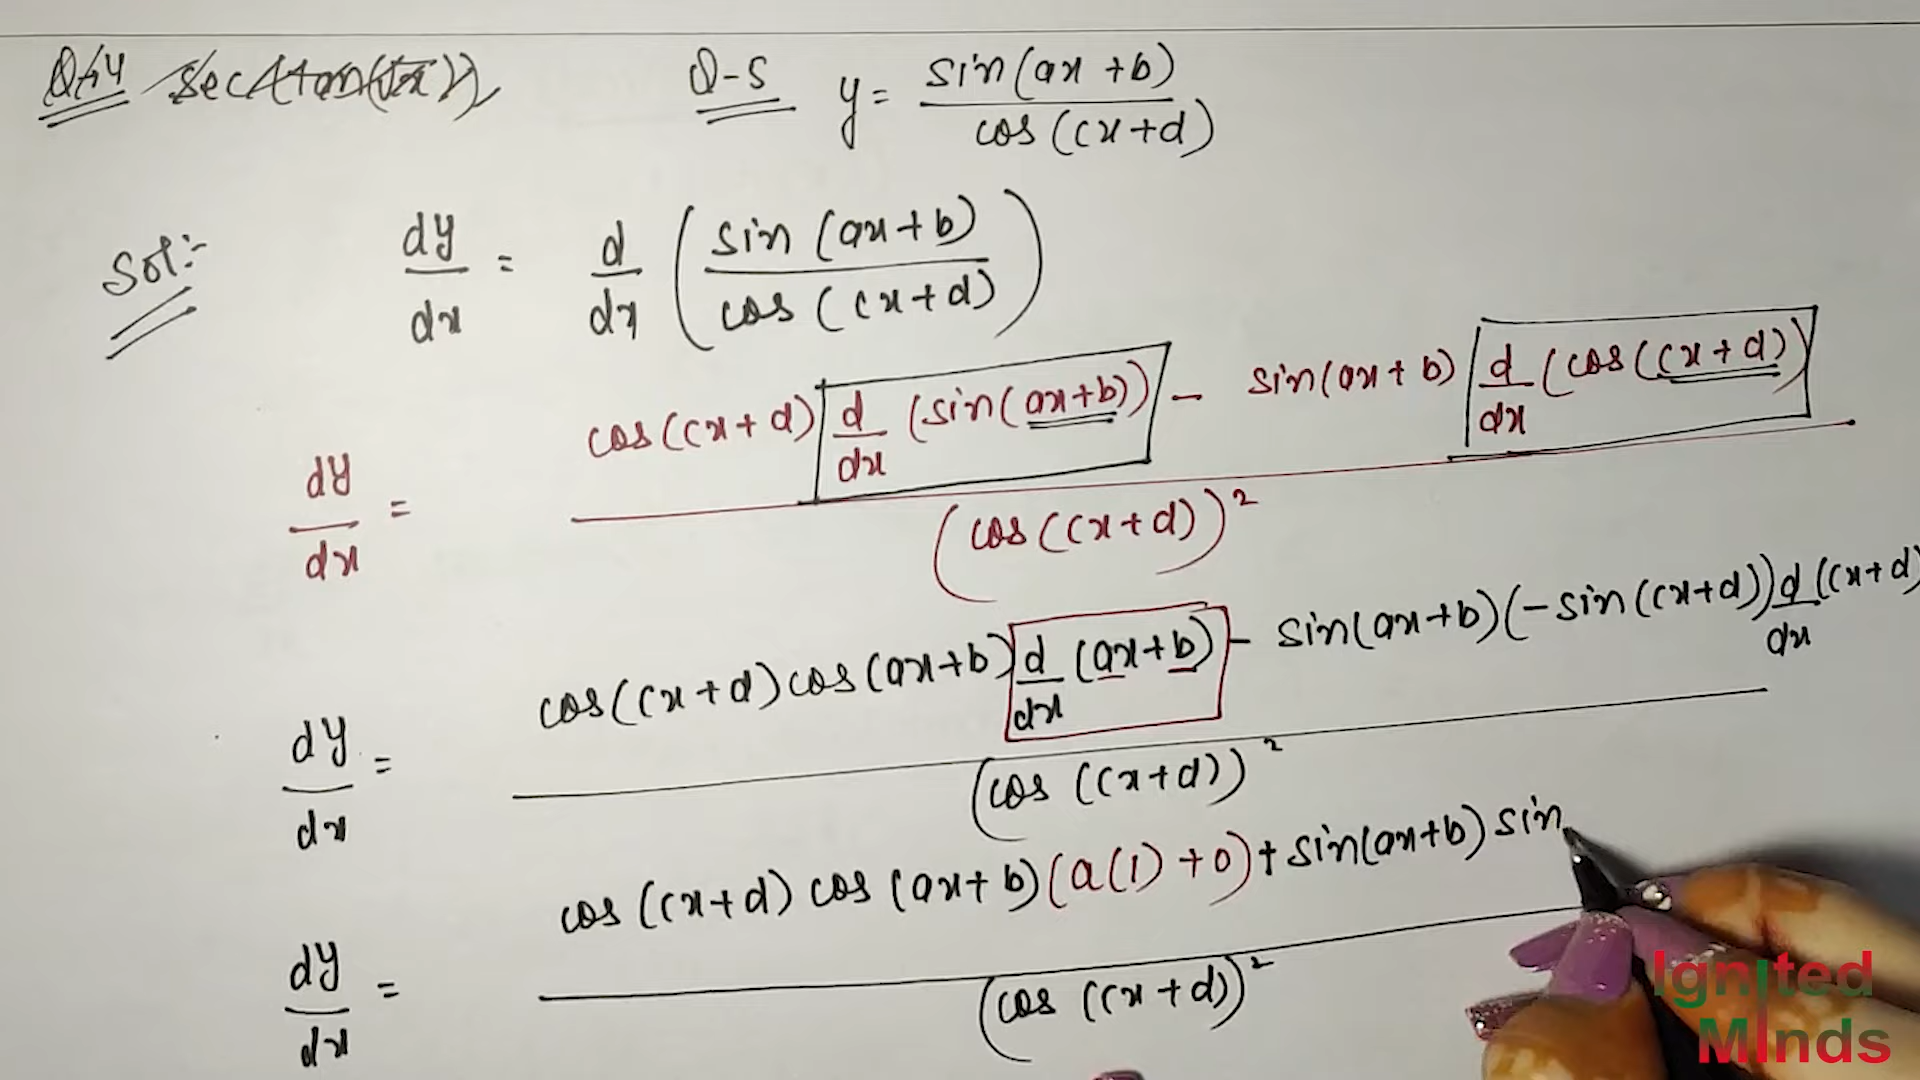 Q-4 sec(tan(√x)) Q-5 y = sin(ax+b)/cos(cx+d)
Sol:- dy/dx = d/dx (sin(ax+b)/cos(cx+d))
dy/dx = cos(cx+d) d/dx (sin(ax+b)) - sin(ax+b) d/dx (cos(cx+d))
(cos(cx+d))²
dy/dx = cos(cx+d) cos(ax+b) d/dx (ax+b) - sin(ax+b)(-sin(cx+d)) d/dx (cx+d)
(cos(cx+d))²
dy/dx = cos(cx+d) cos(ax+b)(a(1)+0) + sin(ax+b) sin
(cos(cx+d))²
Ignited
Minds